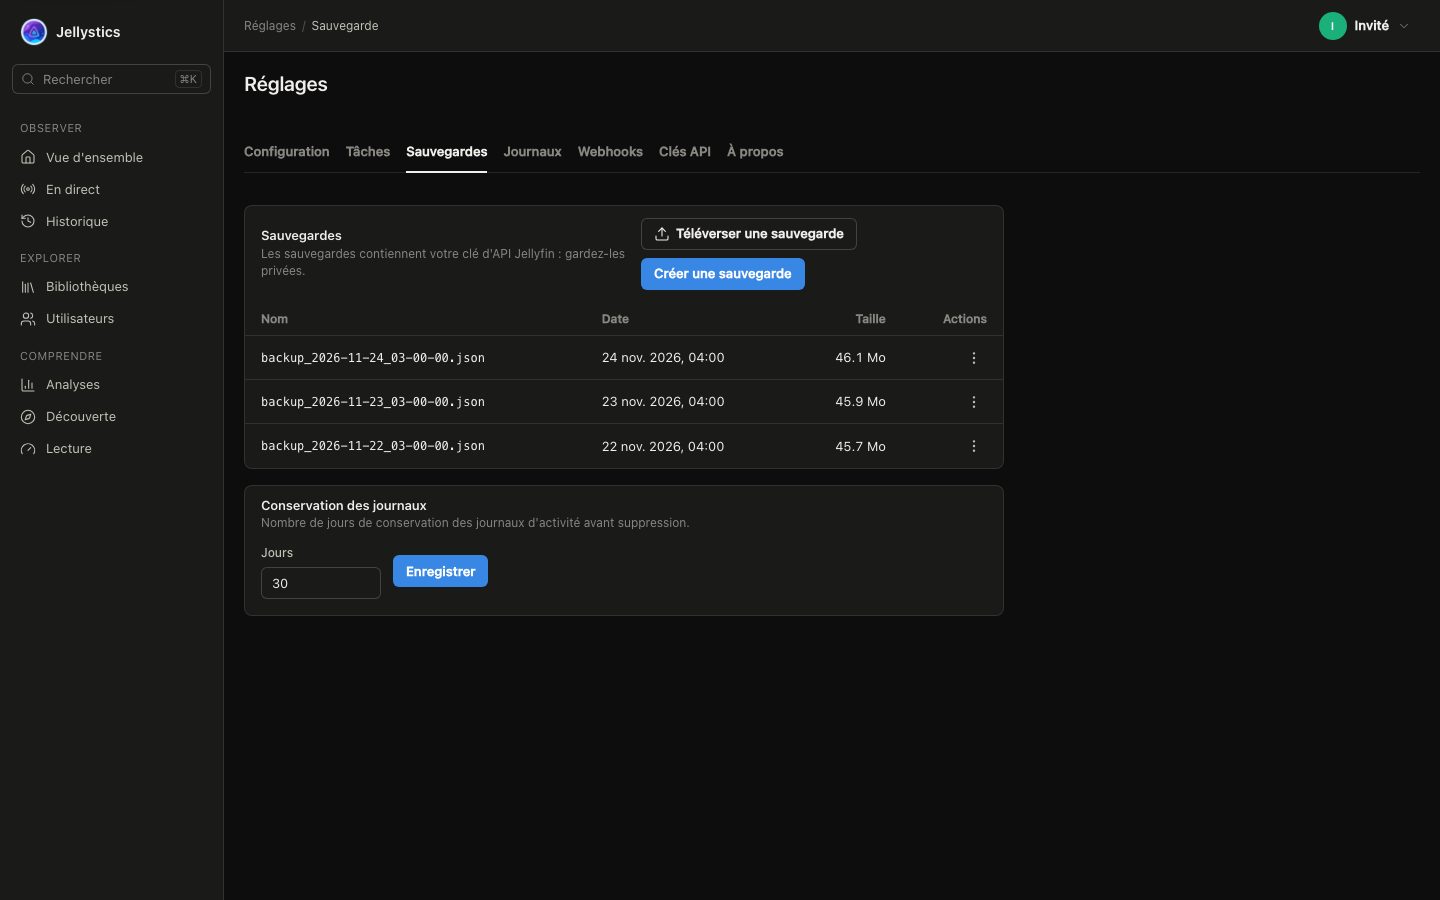 Jellystics
Réglages / Sauvegarde
I Invité
Rechercher ⌘K
OBSERVER
Vue d'ensemble
En direct
Historique
EXPLORER
Bibliothèques
Utilisateurs
COMPRENDRE
Analyses
Découverte
Lecture
Réglages
Configuration Tâches Sauvegardes Journaux Webhooks Clés API À propos
Sauvegardes
Les sauvegardes contiennent votre clé d'API Jellyfin : gardez-les
privées.
Téléverser une sauvegarde
Créer une sauvegarde
Nom Date Taille Actions
backup_2026-11-24_03-00-00.json 24 nov. 2026, 04:00 46.1 Mo
backup_2026-11-23_03-00-00.json 23 nov. 2026, 04:00 45.9 Mo
backup_2026-11-22_03-00-00.json 22 nov. 2026, 04:00 45.7 Mo
Conservation des journaux
Nombre de jours de conservation des journaux d'activité avant suppression.
Jours
30
Enregistrer